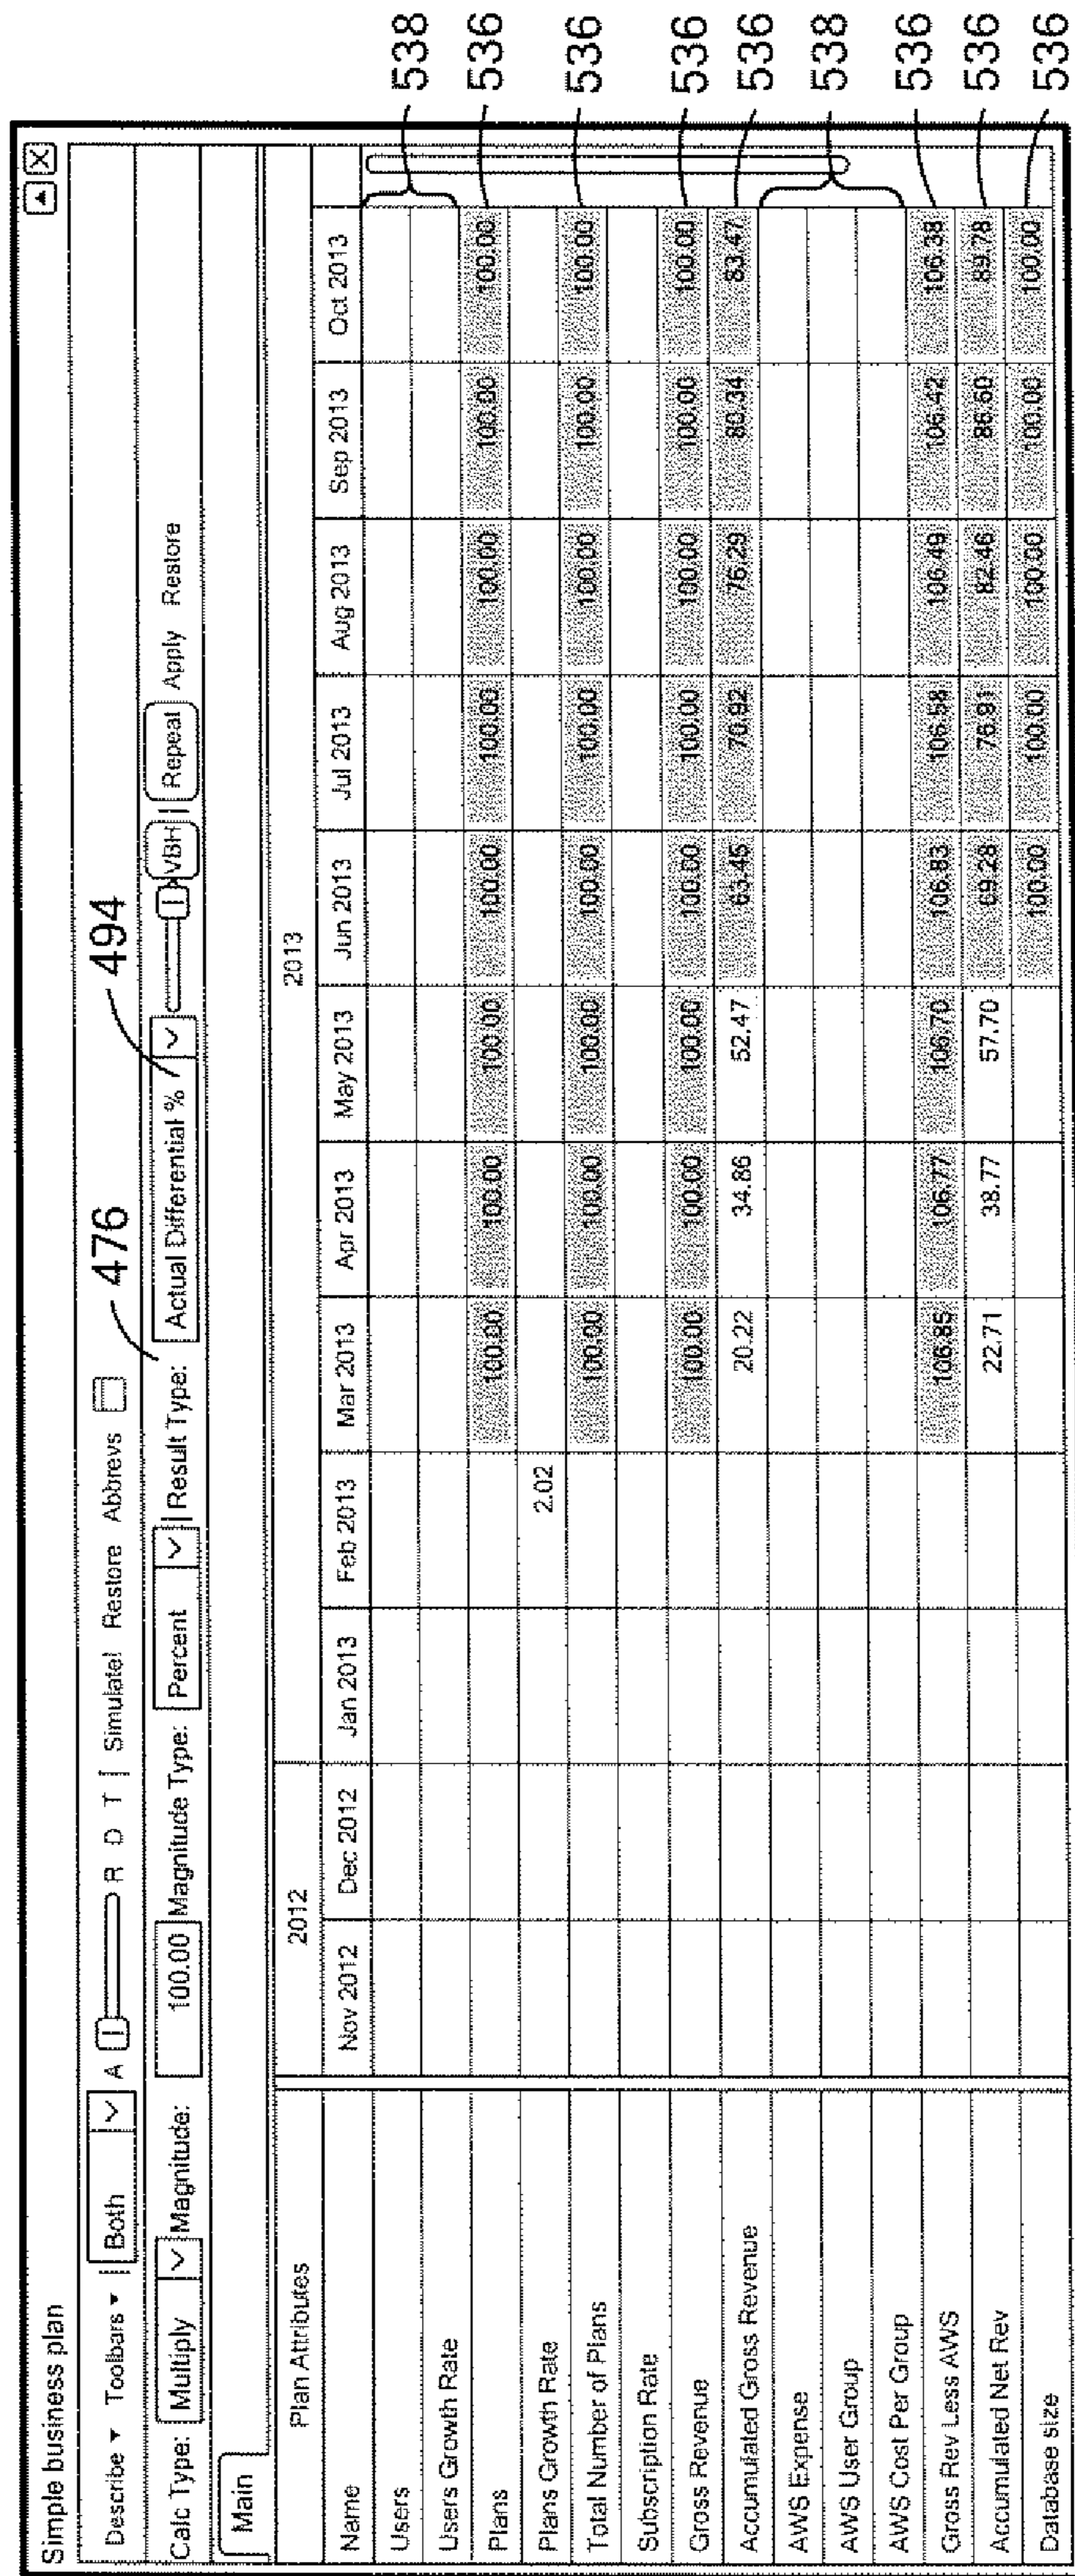 Simple business plan
Describe ▾ Toolbars ▾ | Both A R D T | Simulate! Restore Abbrevs
Calc Type: Multiply | Magnitude: 100.00 Magnitude Type: Percent | Result Type: Actual Differential % VBH | Repeat Apply Restore
476
494
Main
Plan Attributes 2012 2013
Name Nov 2012 Dec 2012 Jan 2013 Feb 2013 Mar 2013 Apr 2013 May 2013 Jun 2013 Jul 2013 Aug 2013 Sep 2013 Oct 2013
Users
538
Users Growth Rate
Plans 100.00 100.00 100.00 100.00 100.00 100.00 100.00 100.00 536
Plans Growth Rate 2.02
Total Number of Plans 100.00 100.00 100.00 100.00 100.00 100.00 100.00 100.00 536
Subscription Rate
Gross Revenue 100.00 100.00 100.00 100.00 100.00 100.00 100.00 100.00 536
Accumulated Gross Revenue 20.22 34.86 52.47 63.45 70.92 76.29 80.34 83.47 536
AWS Expense
AWS User Group 538
AWS Cost Per Group
Gross Rev Less AWS 106.85 106.77 106.70 106.83 106.58 106.49 106.42 106.38 536
Accumulated Net Rev 22.71 38.77 57.70 69.28 76.91 82.46 86.60 89.78 536
Database size 100.00 100.00 100.00 100.00 100.00 536